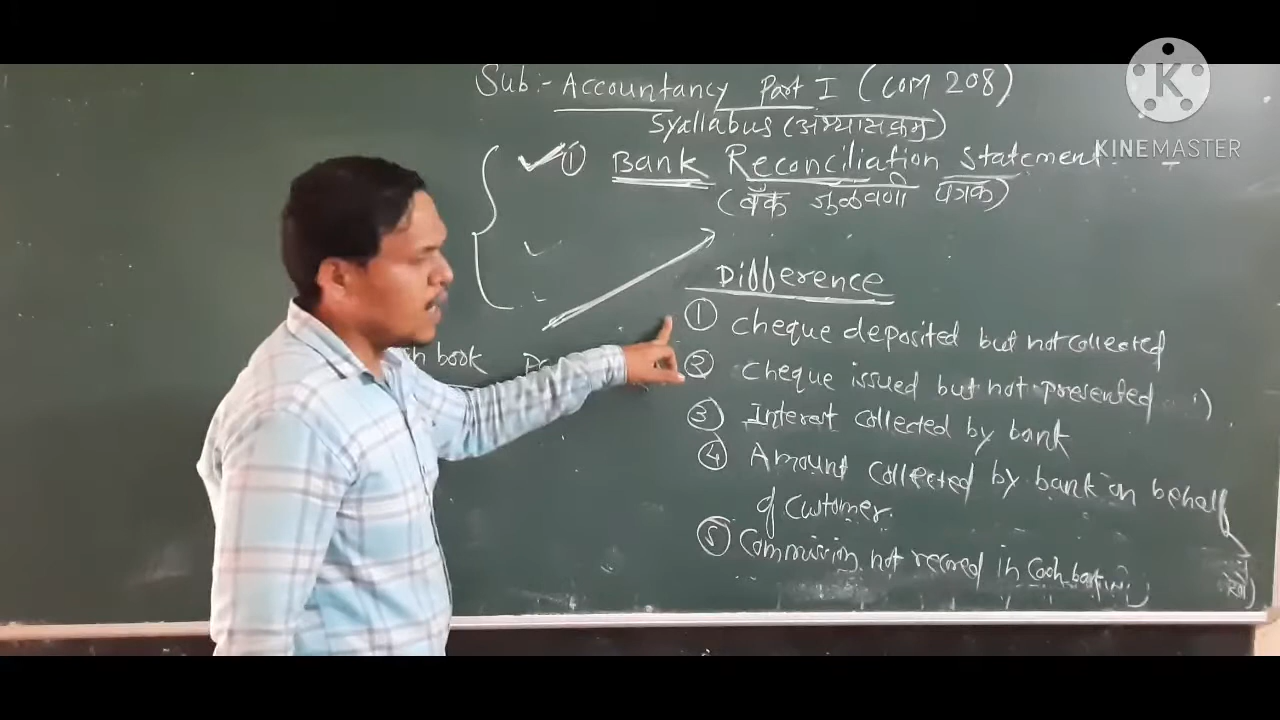 Sub:- Accountancy Part I (COM 208)
Syallabus (अभ्यासक्रम)
① Bank Reconciliation Statement
(बँक जुळवणी पत्रक)
Difference
① Cheque deposited but not collected
② Cheque issued but not presented
③ Interest collected by bank
④ Amount collected by bank on behalf
of Customer.
⑤ Commission not record in Cash
book
K
KINEMASTER